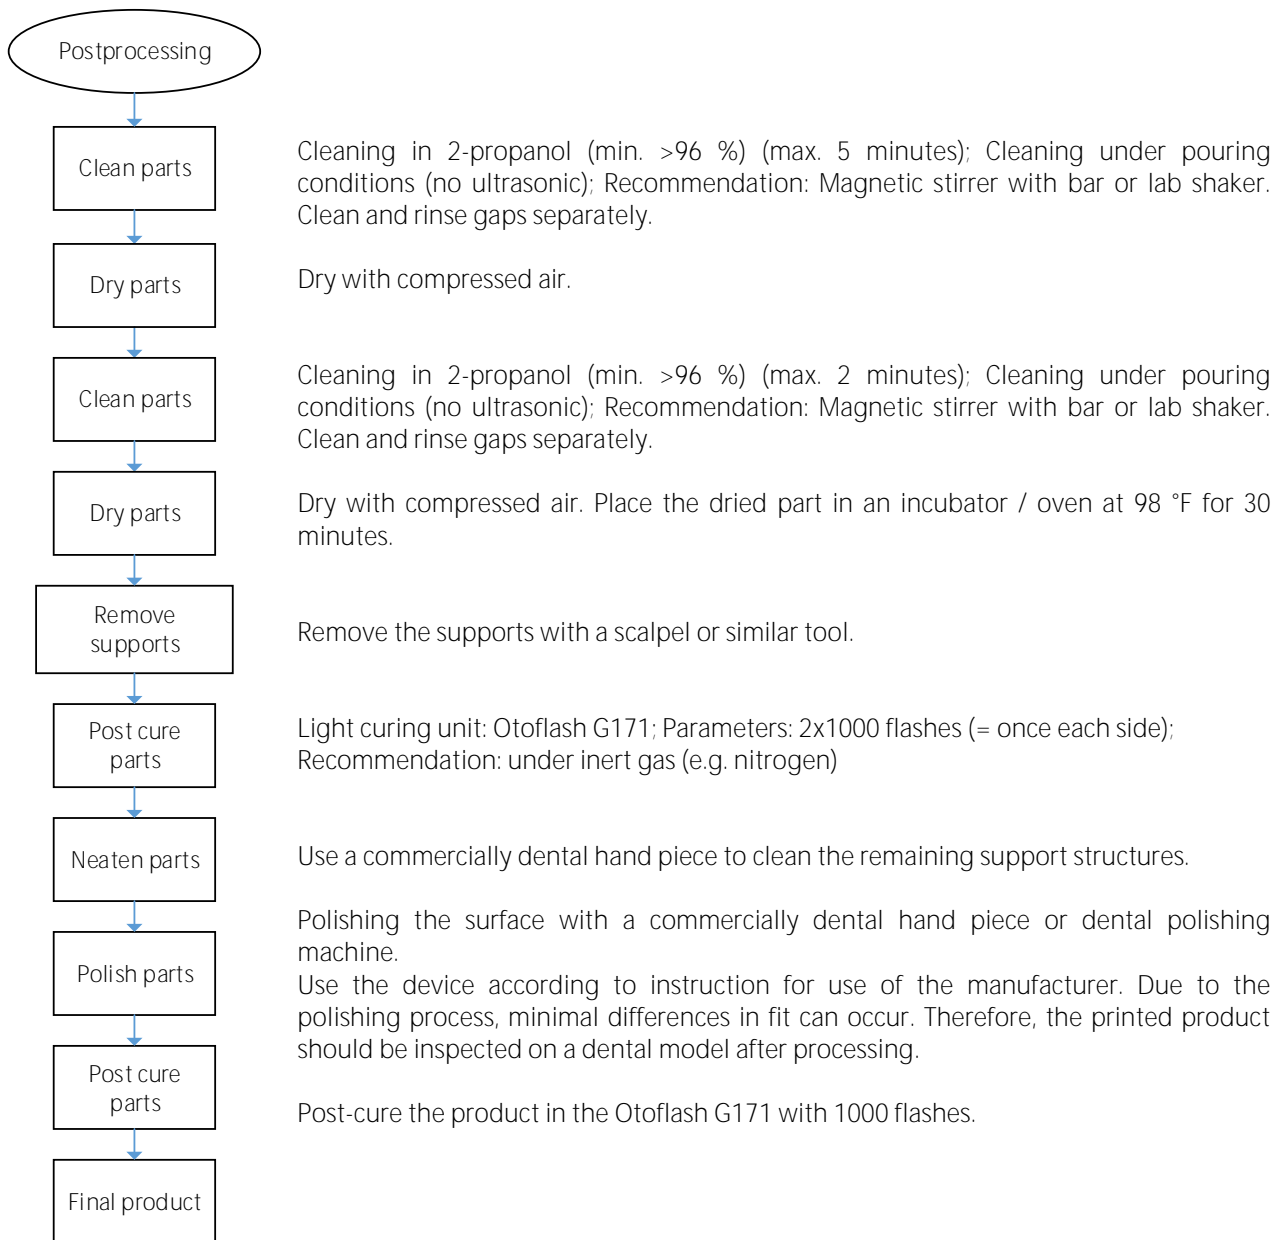 Postprocessing
Clean parts
Cleaning in 2-propanol (min. >96 %) (max. 5 minutes); Cleaning under pouring
conditions (no ultrasonic); Recommendation: Magnetic stirrer with bar or lab shaker.
Clean and rinse gaps separately.
Dry parts
Dry with compressed air.
Clean parts
Cleaning in 2-propanol (min. >96 %) (max. 2 minutes); Cleaning under pouring
conditions (no ultrasonic); Recommendation: Magnetic stirrer with bar or lab shaker.
Clean and rinse gaps separately.
Dry parts
Dry with compressed air. Place the dried part in an incubator / oven at 98 °F for 30
minutes.
Remove
supports
Remove the supports with a scalpel or similar tool.
Post cure
parts
Light curing unit: Otoflash G171; Parameters: 2x1000 flashes (= once each side);
Recommendation: under inert gas (e.g. nitrogen)
Neaten parts
Use a commercially dental hand piece to clean the remaining support structures.
Polish parts
Polishing the surface with a commercially dental hand piece or dental polishing
machine.
Use the device according to instruction for use of the manufacturer. Due to the
polishing process, minimal differences in fit can occur. Therefore, the printed product
should be inspected on a dental model after processing.
Post cure
parts
Post-cure the product in the Otoflash G171 with 1000 flashes.
Final product